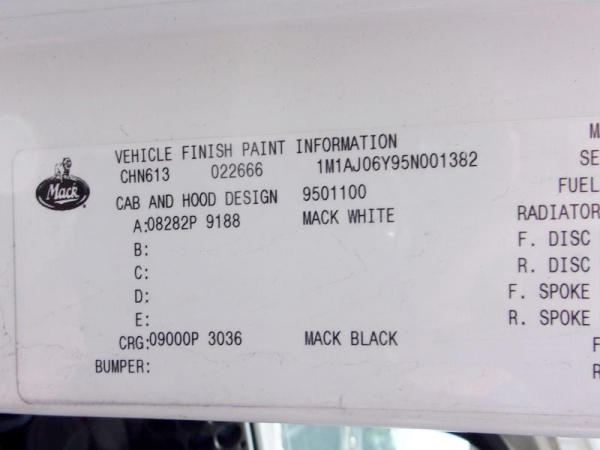 VEHICLE FINISH PAINT INFORMATION
CHN613 022666 1M1AJ06Y95N001382
Mack
CAB AND HOOD DESIGN 9501100
A:08282P 9188 MACK WHITE
B:
C:
D:
E:
CRG:09000P 3036 MACK BLACK
BUMPER:
MA
SE
FUEL
RADIATOR
F. DISC
R. DISC
F. SPOKE
R. SPOKE
F
R